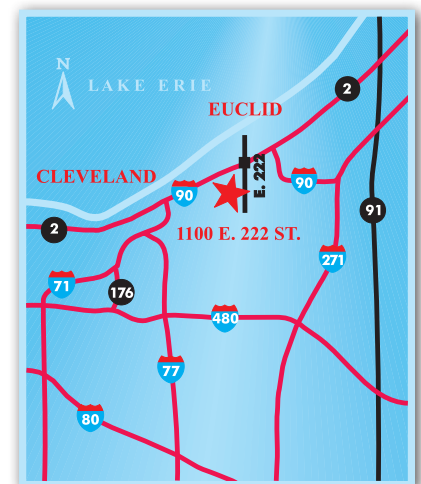 N
LAKE ERIE
2
EUCLID
CLEVELAND
90
E. 222
90
2
1100 E. 222 ST.
91
271
71
176
480
77
80